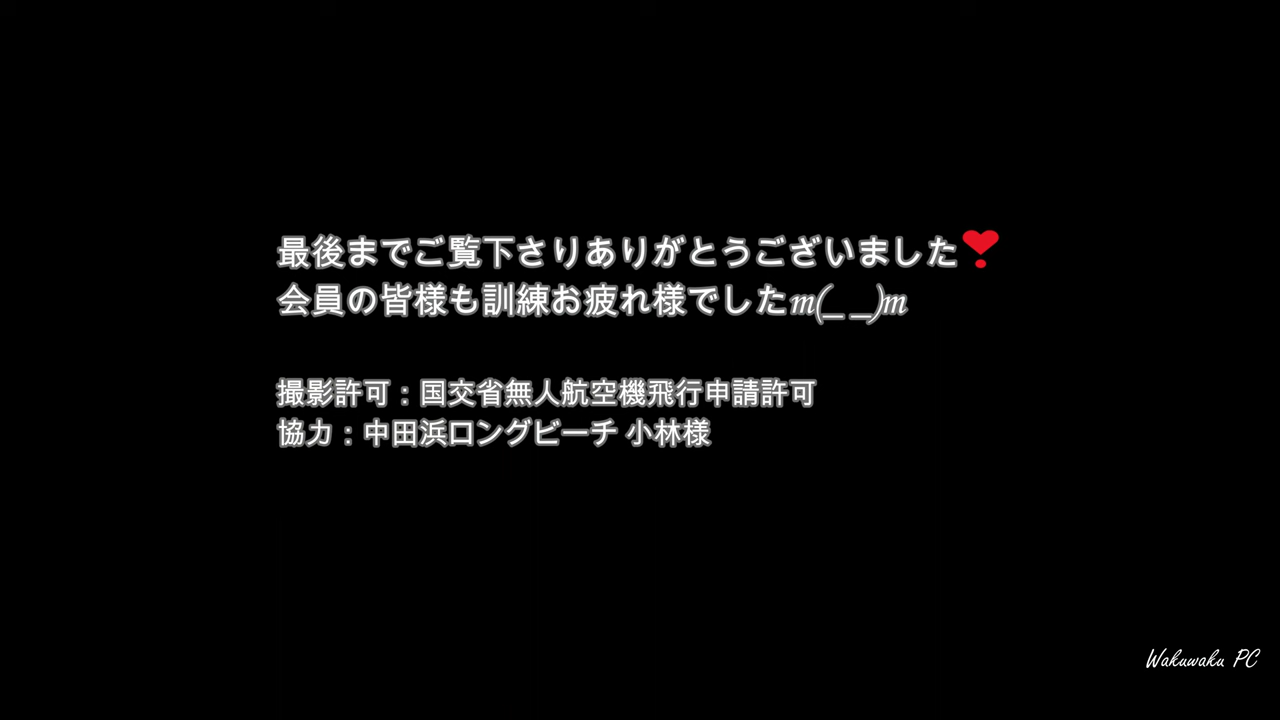 最後までご覧下さりありがとうございました❣
会員の皆様も訓練お疲れ様でしたm(_ _)m
撮影許可：国交省無人航空機飛行申請許可
協力：中田浜ロングビーチ 小林様
Wakuwaku PC